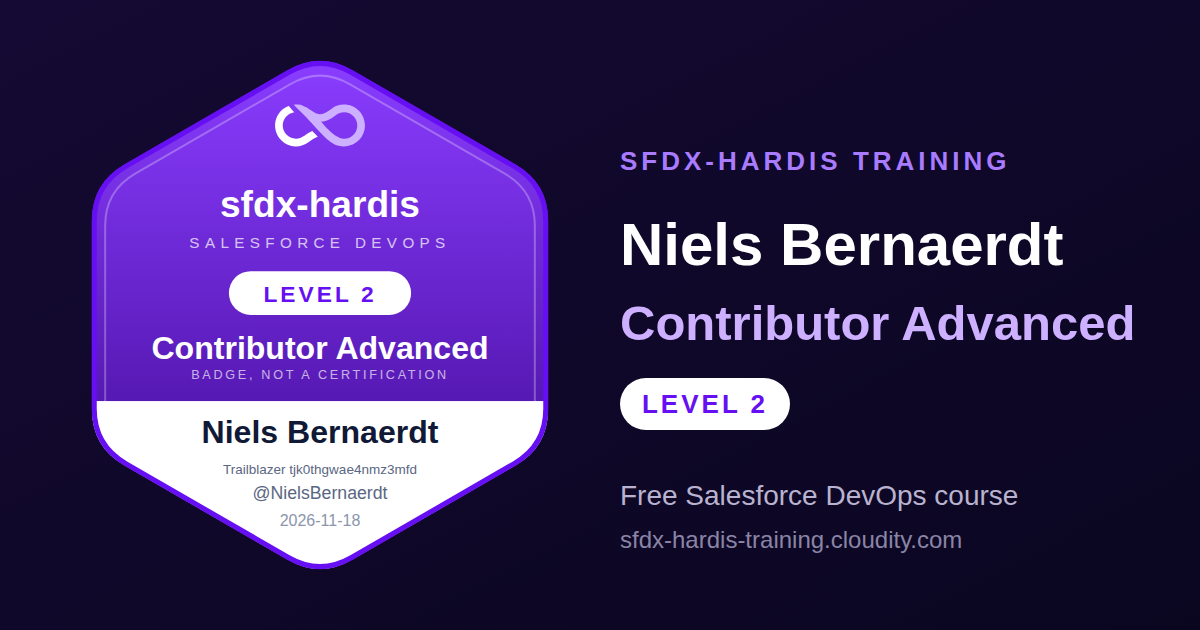 sfdx-hardis
SALESFORCE DEVOPS
LEVEL 2
Contributor Advanced
BADGE, NOT A CERTIFICATION
Niels Bernaerdt
Trailblazer tjk0thgwae4nmz3mfd
@NielsBernaerdt
2026-11-18
SFDX-HARDIS TRAINING
Niels Bernaerdt
Contributor Advanced
LEVEL 2
Free Salesforce DevOps course
sfdx-hardis-training.cloudity.com